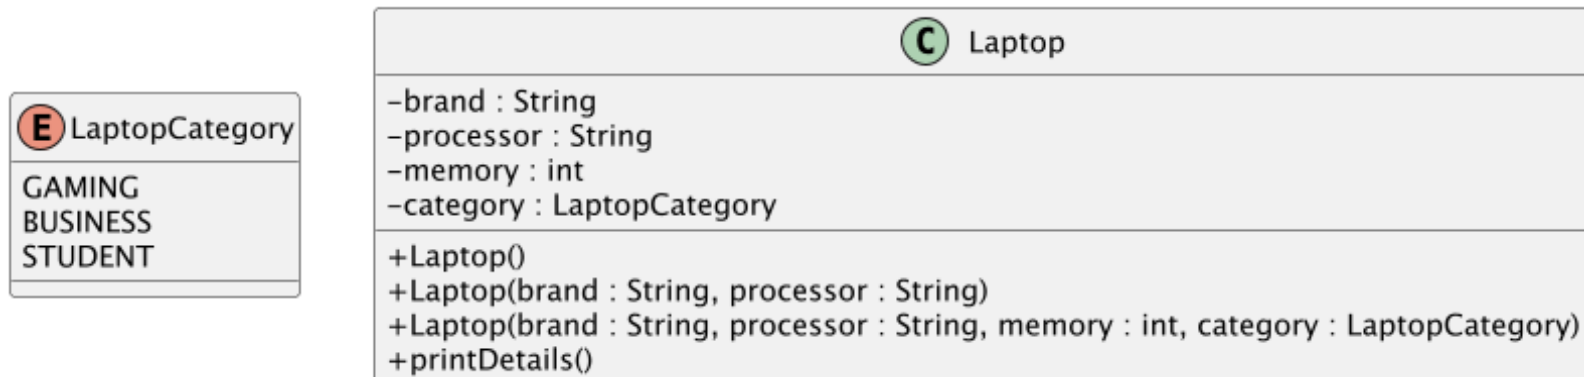 E LaptopCategory
GAMING
BUSINESS
STUDENT
C Laptop
-brand : String
-processor : String
-memory : int
-category : LaptopCategory
+Laptop()
+Laptop(brand : String, processor : String)
+Laptop(brand : String, processor : String, memory : int, category : LaptopCategory)
+printDetails()